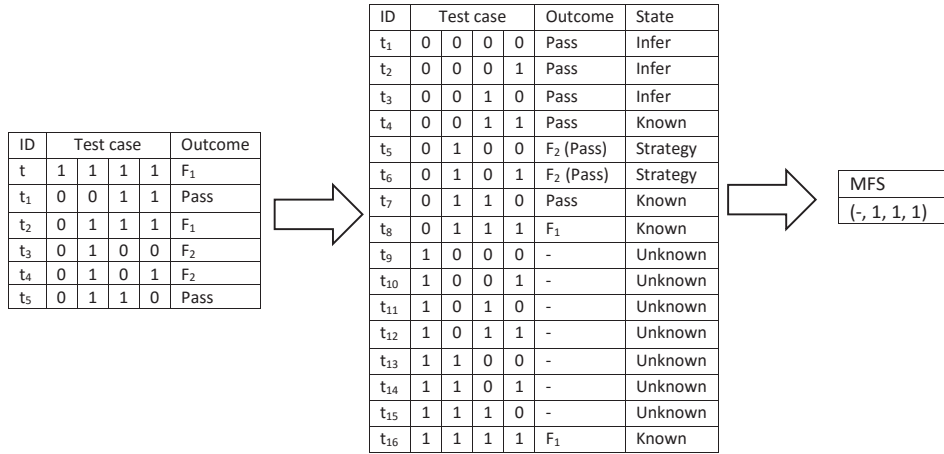 ID Test case Outcome
t 1 1 1 1 F₁
t₁ 0 0 1 1 Pass
t₂ 0 1 1 1 F₁
t₃ 0 1 0 0 F₂
t₄ 0 1 0 1 F₂
t₅ 0 1 1 0 Pass
ID Test case Outcome State
t₁ 0 0 0 0 Pass Infer
t₂ 0 0 0 1 Pass Infer
t₃ 0 0 1 0 Pass Infer
t₄ 0 0 1 1 Pass Known
t₅ 0 1 0 0 F₂ (Pass) Strategy
t₆ 0 1 0 1 F₂ (Pass) Strategy
t₇ 0 1 1 0 Pass Known
t₈ 0 1 1 1 F₁ Known
t₉ 1 0 0 0 - Unknown
t₁₀ 1 0 0 1 - Unknown
t₁₁ 1 0 1 0 - Unknown
t₁₂ 1 0 1 1 - Unknown
t₁₃ 1 1 0 0 - Unknown
t₁₄ 1 1 0 1 - Unknown
t₁₅ 1 1 1 0 - Unknown
t₁₆ 1 1 1 1 F₁ Known
MFS
(-, 1, 1, 1)